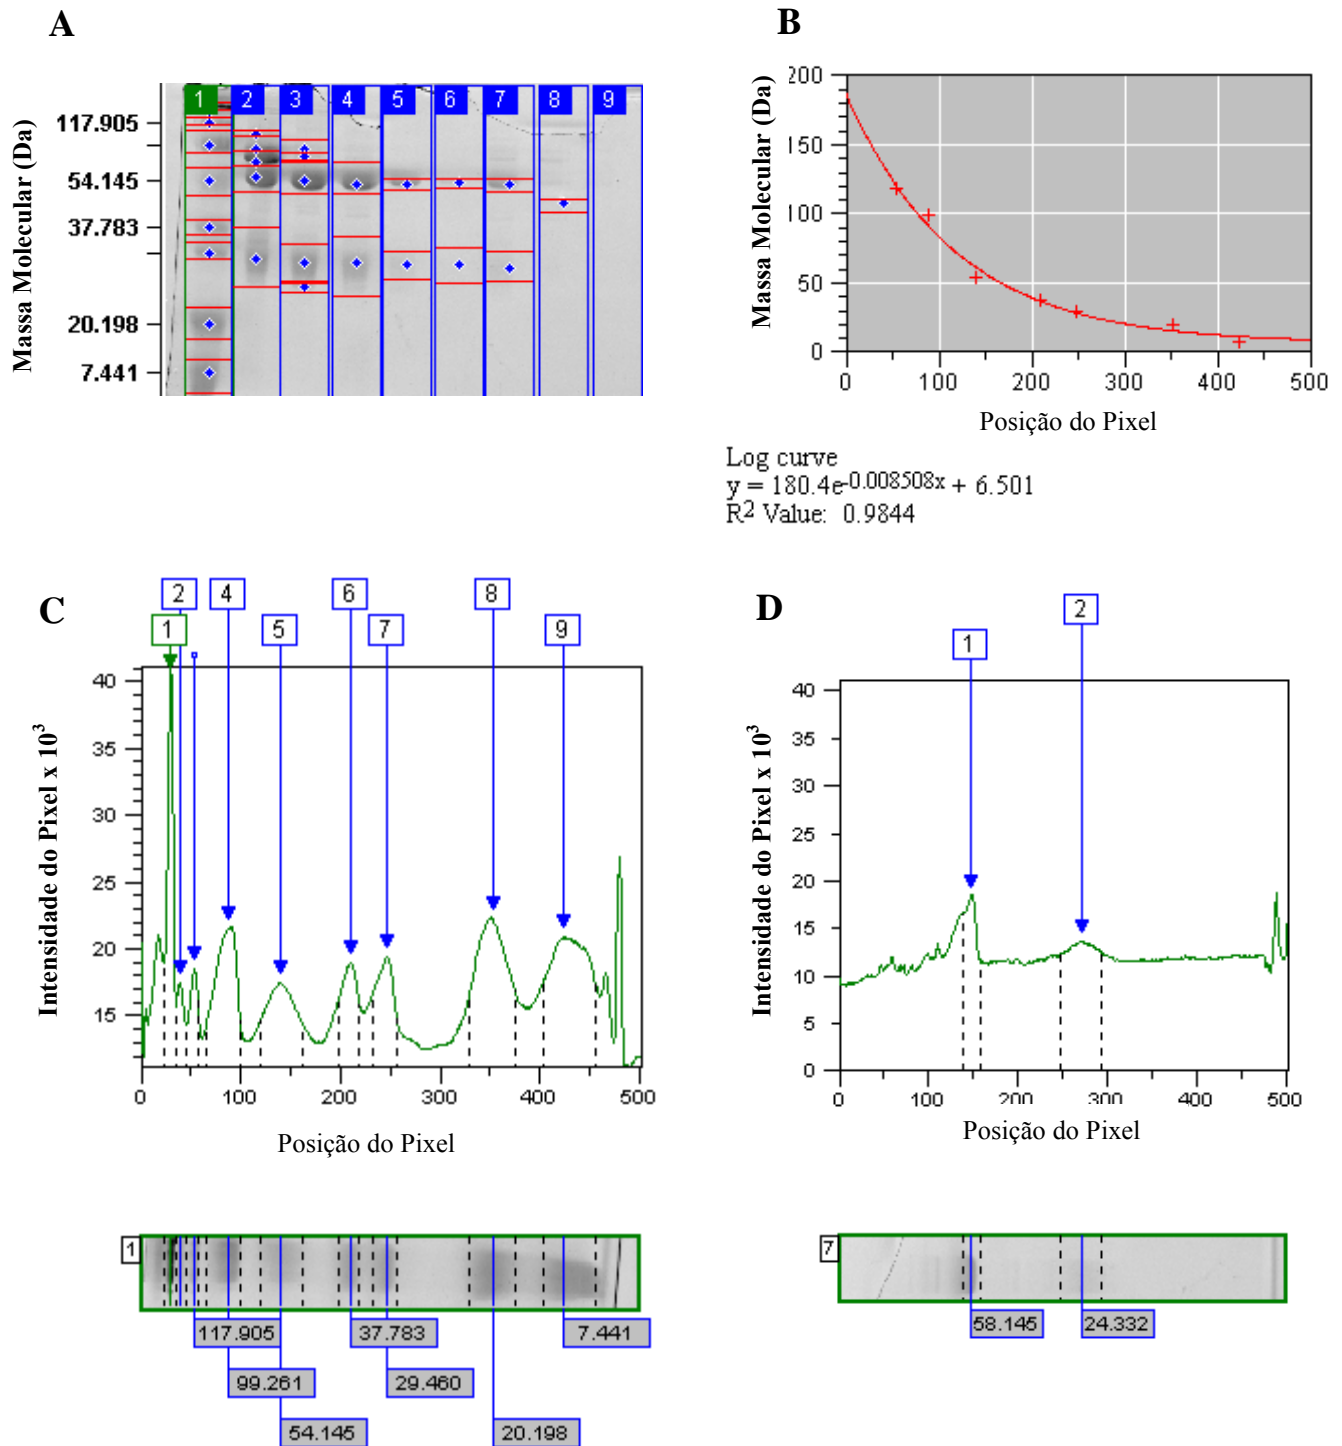 A
Massa Molecular (Da)
117.905
54.145
37.783
20.198
7.441
1 2 3 4 5 6 7 8 9
B
Massa Molecular (Da)
200
150
100
50
0
0 100 200 300 400 500
Posição do Pixel
Log curve
y = 180.4e-0.008508x + 6.501
R2 Value: 0.9844
C
2 4 6 8
1 5 7 9
Intensidade do Pixel x 10³
40
35
30
25
20
15
0 100 200 300 400 500
Posição do Pixel
1
117.905 37.783 7.441
99.261 29.460
54.145 20.198
D
2
1
Intensidade do Pixel x 10³
40
35
30
25
20
15
10
5
0
0 100 200 300 400 500
Posição do Pixel
7
58.145 24.332